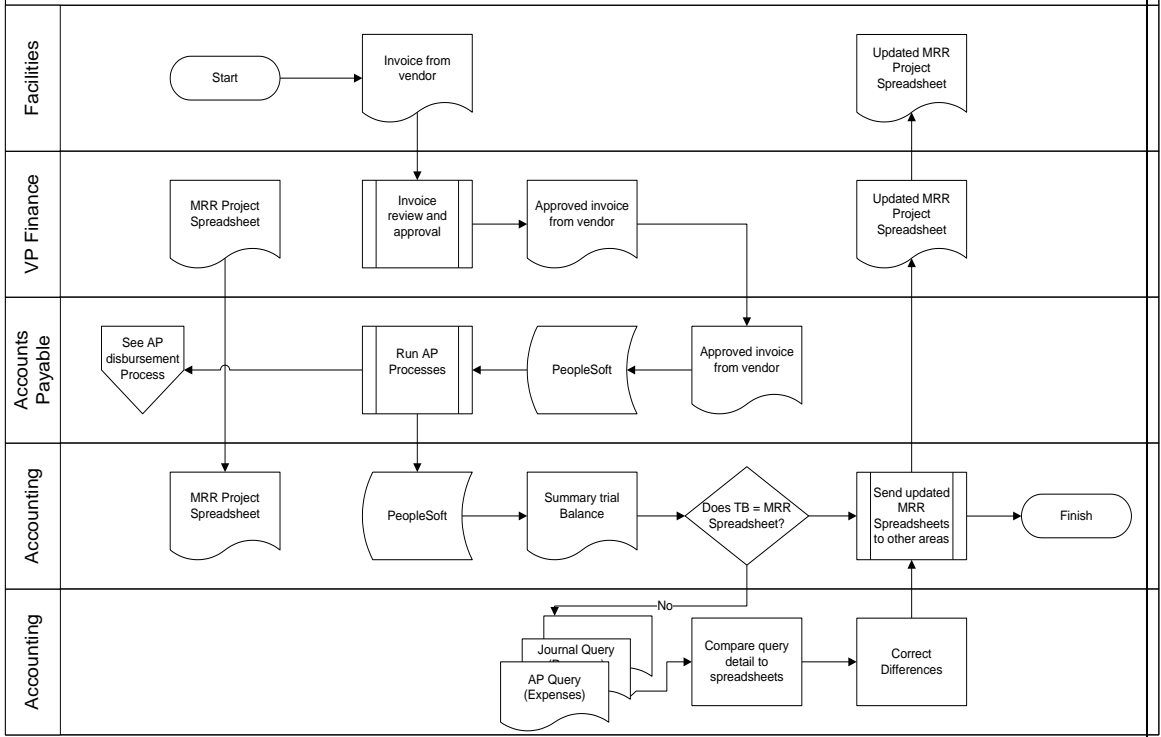 Facilities
Start
Invoice from
vendor
Updated MRR
Project
Spreadsheet
VP Finance
MRR Project
Spreadsheet
Invoice
review and
approval
Approved invoice
from vendor
Updated MRR
Project
Spreadsheet
Accounts
Payable
See AP
disbursement
Process
Run AP
Processes
PeopleSoft
Approved invoice
from vendor
Accounting
MRR Project
Spreadsheet
PeopleSoft
Summary trial
Balance
Does TB = MRR
Spreadsheet?
Send updated
MRR
Spreadsheets
to other areas
Finish
Accounting
No
Journal Query
AP Query
(Expenses)
Compare query
detail to
spreadsheets
Correct
Differences